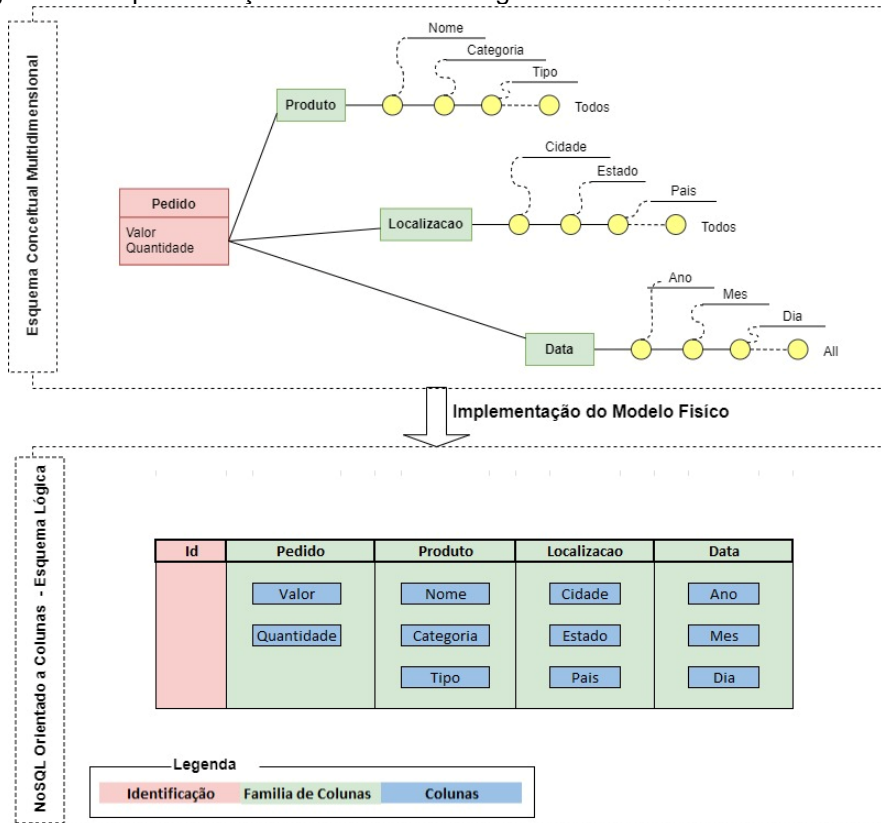 Esquema Conceitual Multidimensional
Nome
Categoria
Tipo
Produto
Todos
Cidade
Estado
Pais
Pedido
Valor
Quantidade
Localizacao
Todos
Ano
Mes
Dia
Data
All
Implementação do Modelo Fisíco
NoSQL Orientado a Colunas - Esquema Lógica
Id Pedido Produto Localizacao Data
Valor Nome Cidade Ano
Quantidade Categoria Estado Mes
Tipo Pais Dia
Legenda
Identificação Familia de Colunas Colunas